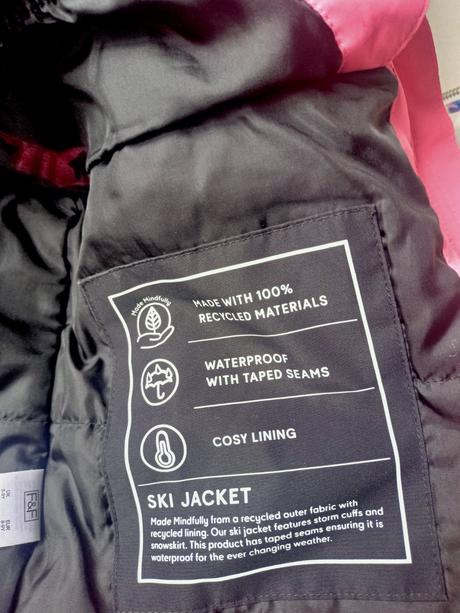 Made Mindfully
MADE WITH 100%
RECYCLED MATERIALS
WATERPROOF
WITH TAPED SEAMS
COSY LINING
SKI JACKET
Made Mindfully from a recycled outer fabric with
recycled lining. Our ski jacket features storm cuffs and
snowskirt. This product has taped seams ensuring it is
waterproof for the ever changing weather.
F&F
UK
EUR